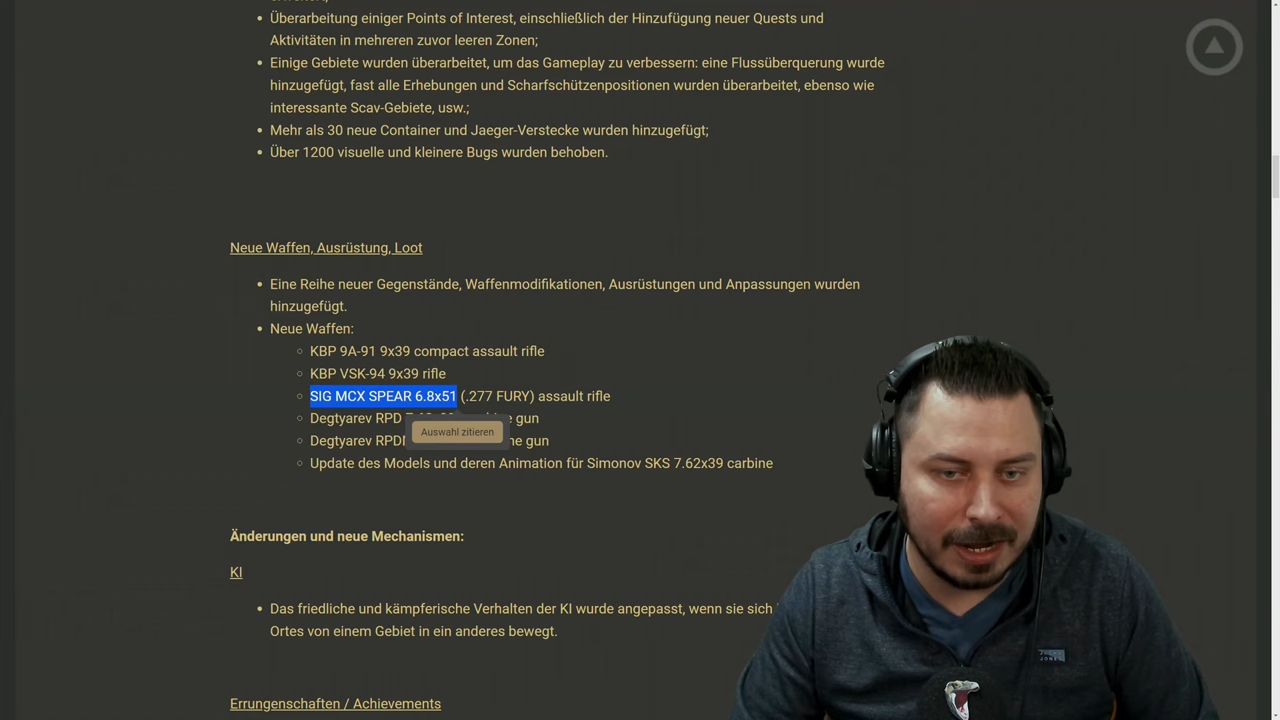 Überarbeitung einiger Points of Interest, einschließlich der Hinzufügung neuer Quests und
Aktivitäten in mehreren zuvor leeren Zonen;
Einige Gebiete wurden überarbeitet, um das Gameplay zu verbessern: eine Flussüberquerung wurde
hinzugefügt, fast alle Erhebungen und Scharfschützenpositionen wurden überarbeitet, ebenso wie
interessante Scav-Gebiete, usw.;
Mehr als 30 neue Container und Jaeger-Verstecke wurden hinzugefügt;
Über 1200 visuelle und kleinere Bugs wurden behoben.
Neue Waffen, Ausrüstung, Loot
Eine Reihe neuer Gegenstände, Waffenmodifikationen, Ausrüstungen und Anpassungen wurden
hinzugefügt.
Neue Waffen:
KBP 9A-91 9x39 compact assault rifle
KBP VSK-94 9x39 rifle
SIG MCX SPEAR 6.8x51 (.277 FURY) assault rifle
Degtyarev RPD gun
Auswahl zitieren
Degtyarev gun
Update des Models und deren Animation für Simonov SKS 7.62x39 carbine
Änderungen und neue Mechanismen:
KI
Das friedliche und kämpferische Verhalten der KI wurde angepasst, wenn sie sich
Ortes von einem Gebiet in ein anderes bewegt.
JONES
Errungenschaften / Achievements